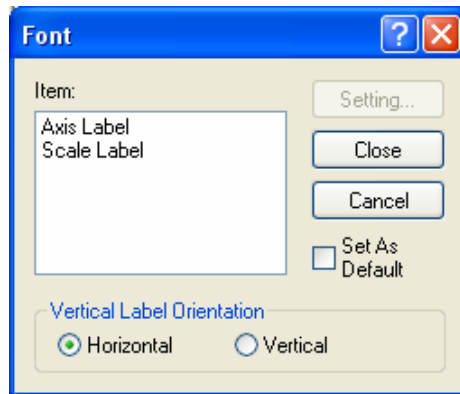 Font
Item:
Setting...
Axis Label
Scale Label
Close
Cancel
Set As
Default
Vertical Label Orientation
Horizontal
Vertical